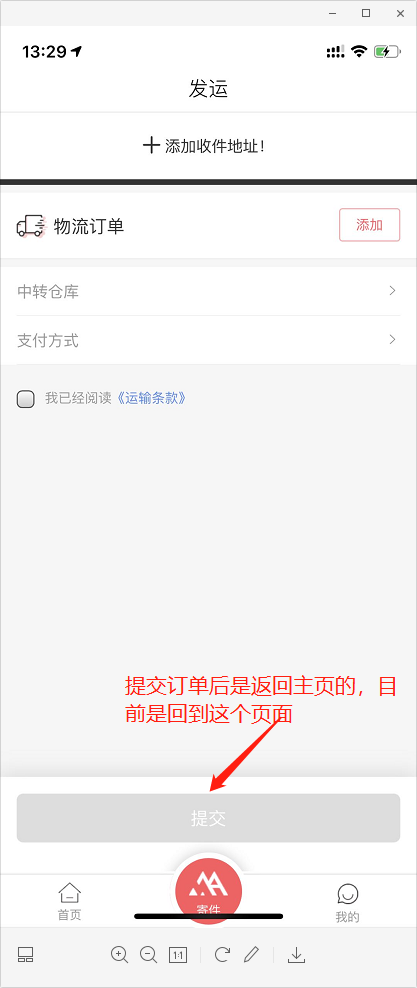 13:29
发运
添加收件地址！
物流订单
添加
中转仓库
支付方式
我已经阅读《运输条款》
提交订单后是返回主页的，目
前是回到这个页面
提交
首页
寄件
我的
1:1